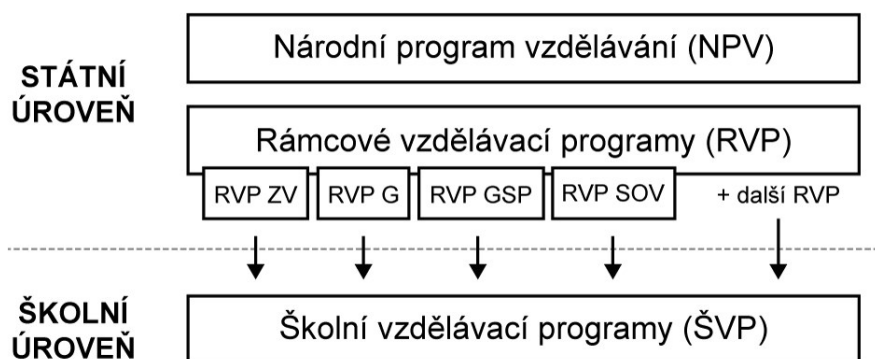 STÁTNÍ
ÚROVEŇ
Národní program vzdělávání (NPV)
Rámcové vzdělávací programy (RVP)
RVP ZV
RVP G
RVP GSP
RVP SOV
+ další RVP
ŠKOLNÍ
ÚROVEŇ
Školní vzdělávací programy (ŠVP)